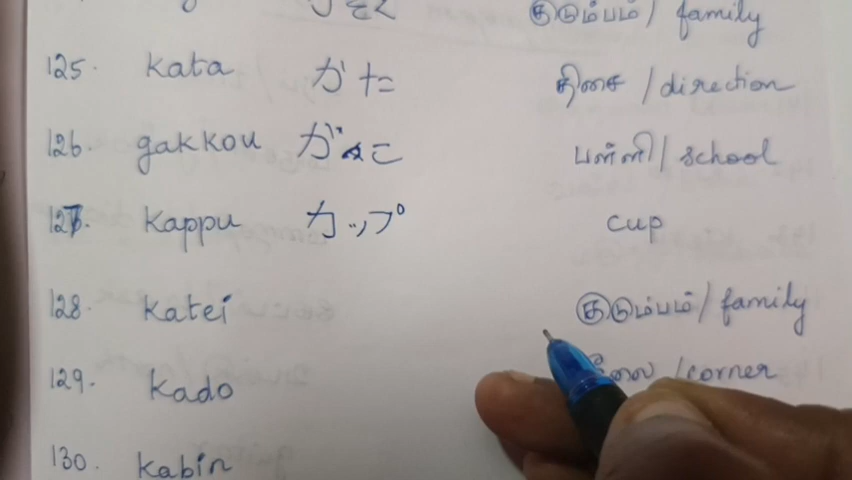 குடும்பம் / family
125. kata かた திசை / direction
126. gakkou がっこ பள்ளி / school
127. kappu カップ cup
128. katei குடும்பம் / family
129. kado /corner
130. kabin